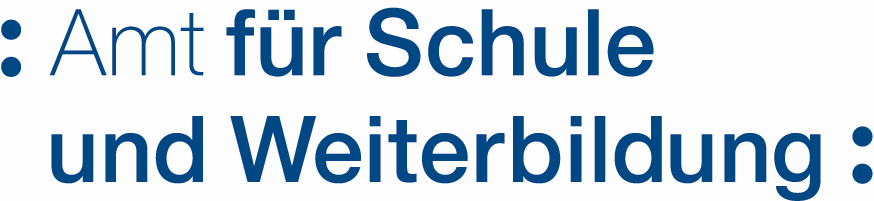 : Amt für Schule
und Weiterbildung :